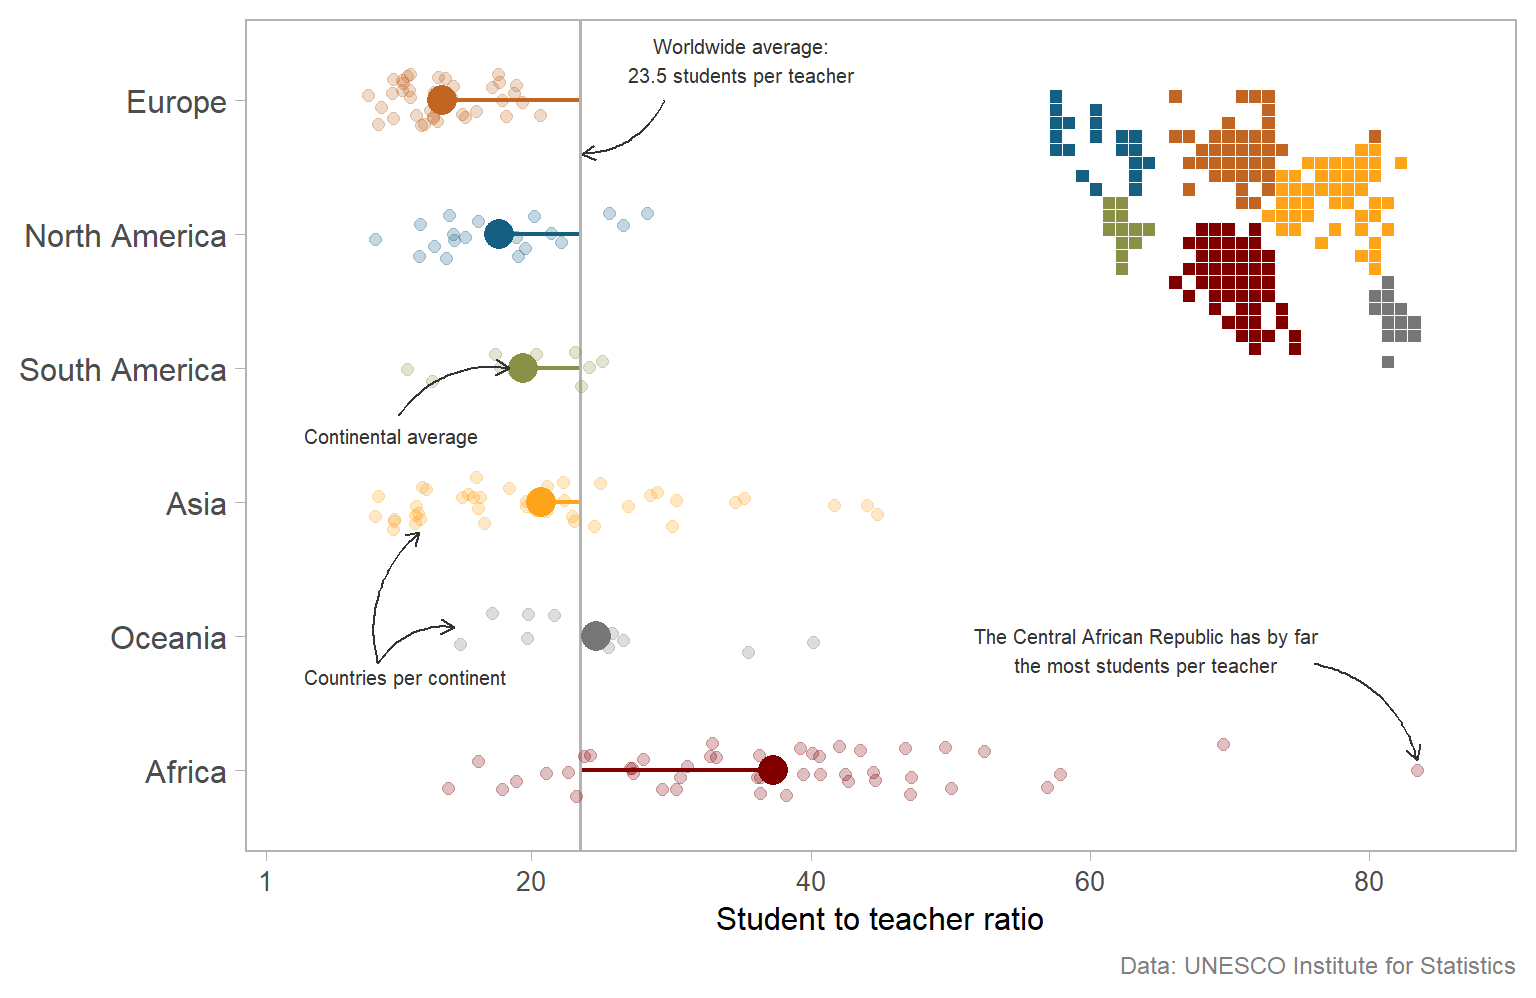 Worldwide average:
23.5 students per teacher
Europe
North America
South America
Continental average
Asia
Oceania
The Central African Republic has by far
the most students per teacher
Countries per continent
Africa
1 20 40 60 80
Student to teacher ratio
Data: UNESCO Institute for Statistics